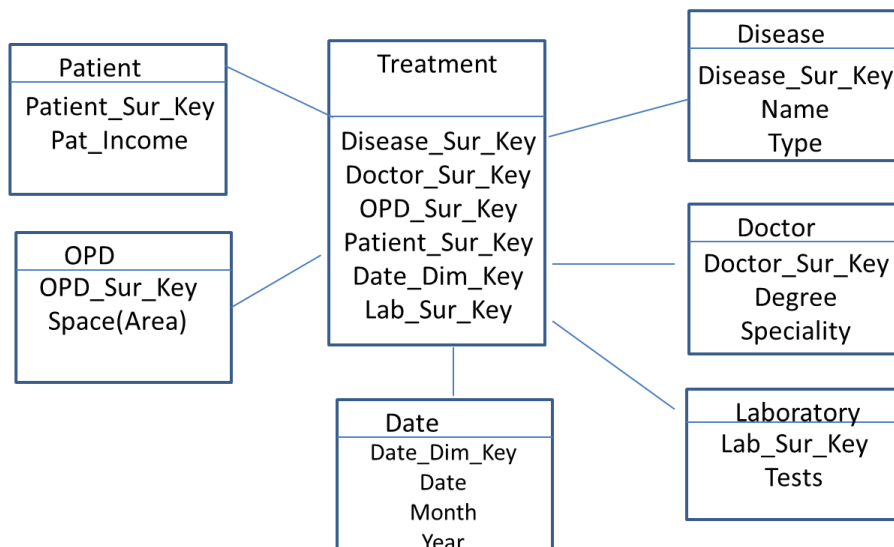 Patient
Patient_Sur_Key
Pat_Income
OPD
OPD_Sur_Key
Space(Area)
Treatment
Disease_Sur_Key
Doctor_Sur_Key
OPD_Sur_Key
Patient_Sur_Key
Date_Dim_Key
Lab_Sur_Key
Date
Date_Dim_Key
Date
Month
Year
Disease
Disease_Sur_Key
Name
Type
Doctor
Doctor_Sur_Key
Degree
Speciality
Laboratory
Lab_Sur_Key
Tests